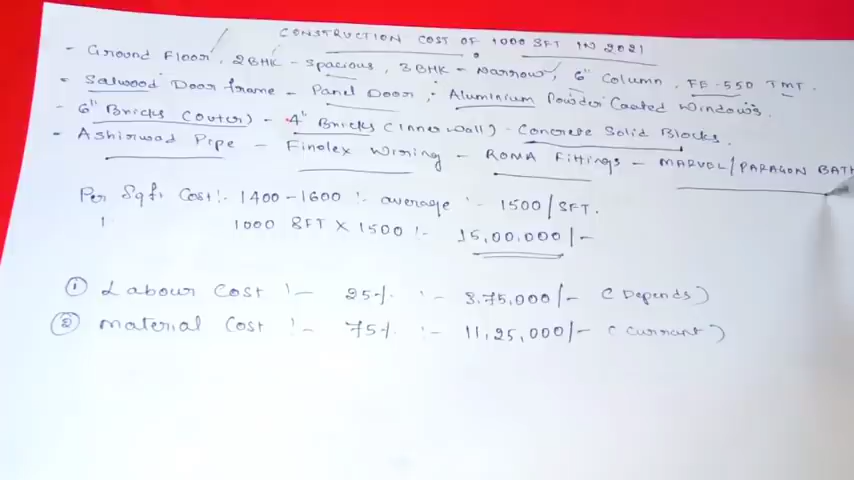 CONSTRUCTION COST OF 1000 SFT IN 2021
- Ground Floor, 2BHK - Spacious, 3BHK - Narrow, 6" Column, FE-550 TMT.
- Salwood Door frame - Panel Door, Aluminium Powder Coated Windows.
- 6" Bricks (Outer) - 4" Bricks (inner wall) - Concrete Solid Blocks.
- Ashirwad Pipe - Finolex Wiring - ROMA Fittings - MARVEL/PARAGON BATH
Per Sqft Cost :- 1400-1600 :- average :- 1500/SFT.
1000 SFT X 1500 :- 15,00,000/-
① Labour Cost :- 25% :- 3,75,000/- (Depends)
② Material Cost :- 75% :- 11,25,000/- (Currant)